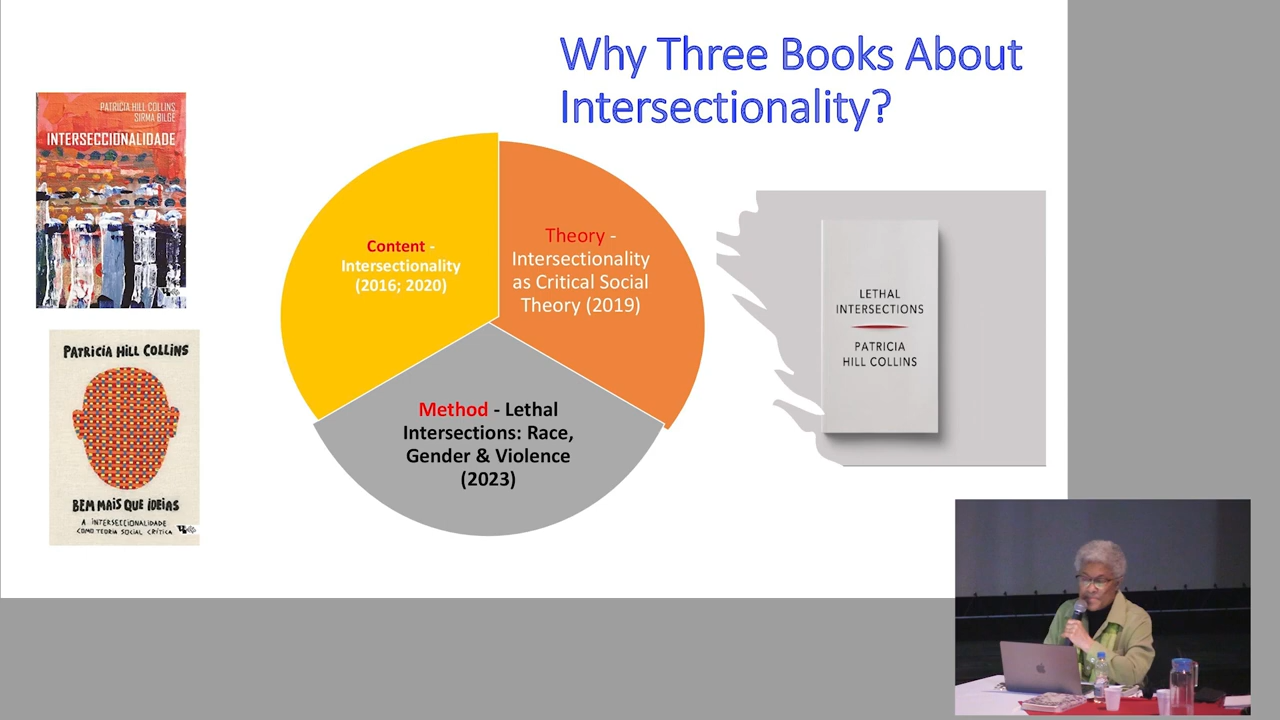 Why Three Books About
Intersectionality?
PATRICIA HILL COLLINS
SIRMA BILGE
INTERSECCIONALIDADE
PATRICIA HILL COLLINS
BEM MAIS QUE IDEIAS
A INTERSECCIONALIDADE
COMO TEORIA SOCIAL CRÍTICA
Content -
Intersectionality
(2016; 2020)
Theory -
Intersectionality
as Critical Social
Theory (2019)
Method - Lethal
Intersections: Race,
Gender & Violence
(2023)
LETHAL
INTERSECTIONS
PATRICIA
HILL COLLINS